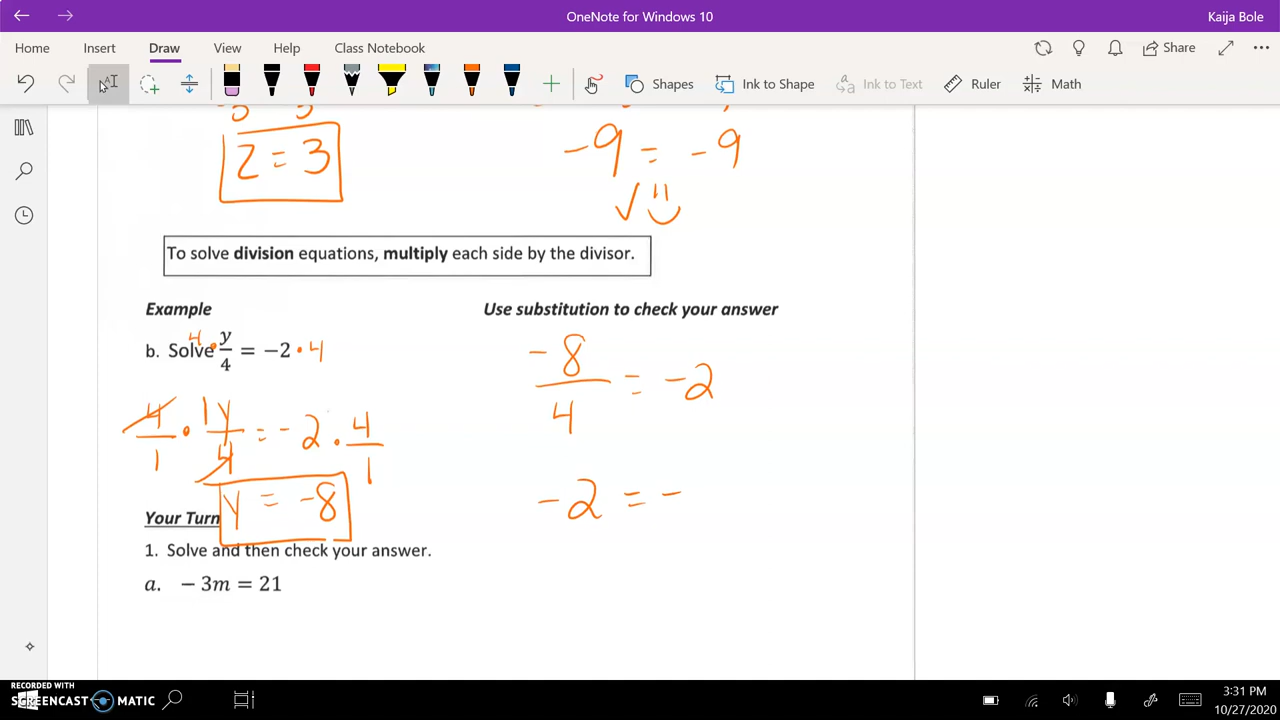 OneNote for Windows 10
Kaija Bole
Home Insert Draw View Help Class Notebook Share
Shapes Ink to Shape Ink to Text Ruler Math
2 = 3
-9 = -9
√
To solve division equations, multiply each side by the divisor.
Example
Use substitution to check your answer
b. Solve 4 • y/4 = −2 • 4
-8/4 = -2
4/1 • 1y/4 = -2 • 4/1
y = -8
-2 = -
Your Turn
1. Solve and then check your answer.
a. − 3m = 21
RECORDED WITH
SCREENCAST MATIC
3:31 PM
10/27/2020